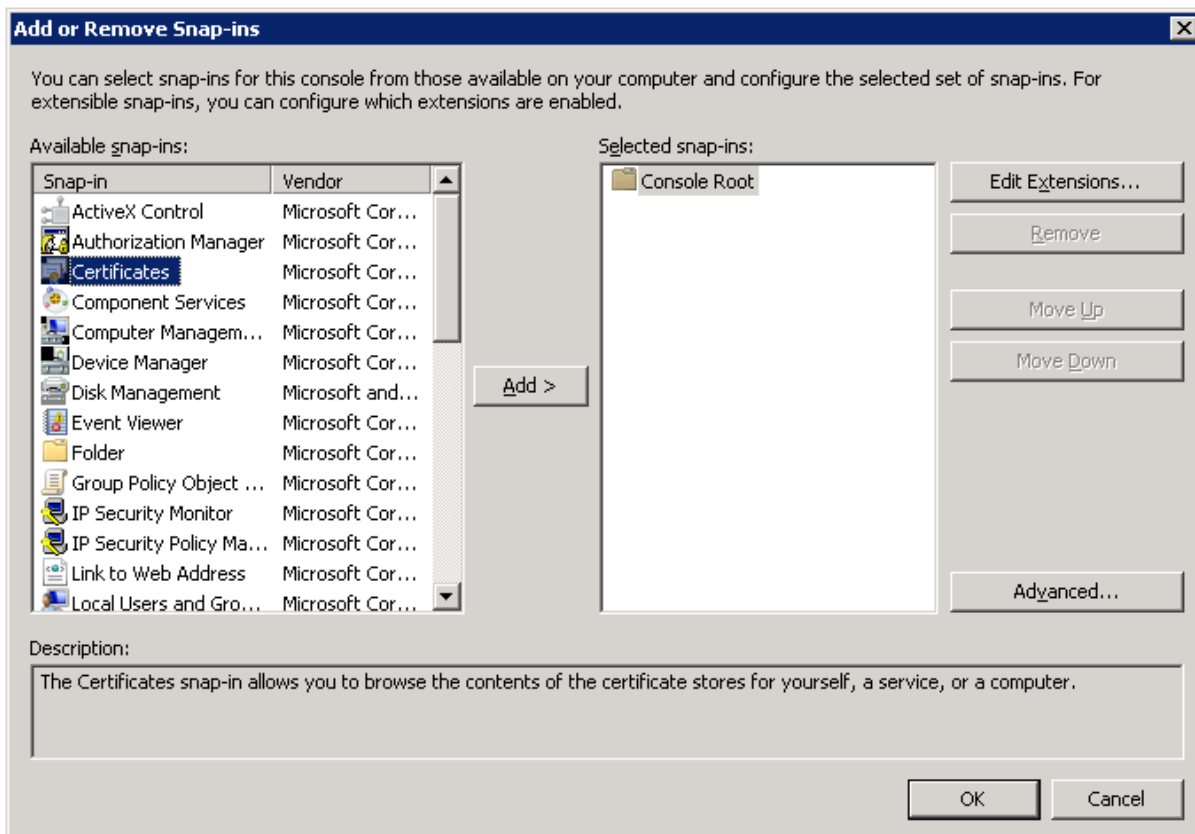 Add or Remove Snap-ins
You can select snap-ins for this console from those available on your computer and configure the selected set of snap-ins. For
extensible snap-ins, you can configure which extensions are enabled.
Available snap-ins:
Snap-in Vendor
ActiveX Control Microsoft Cor...
Authorization Manager Microsoft Cor...
Certificates Microsoft Cor...
Component Services Microsoft Cor...
Computer Managem... Microsoft Cor...
Device Manager Microsoft Cor...
Disk Management Microsoft and...
Event Viewer Microsoft Cor...
Folder Microsoft Cor...
Group Policy Object ... Microsoft Cor...
IP Security Monitor Microsoft Cor...
IP Security Policy Ma... Microsoft Cor...
Link to Web Address Microsoft Cor...
Local Users and Gro... Microsoft Cor...
Add >
Selected snap-ins:
Console Root
Edit Extensions...
Remove
Move Up
Move Down
Advanced...
Description:
The Certificates snap-in allows you to browse the contents of the certificate stores for yourself, a service, or a computer.
OK Cancel